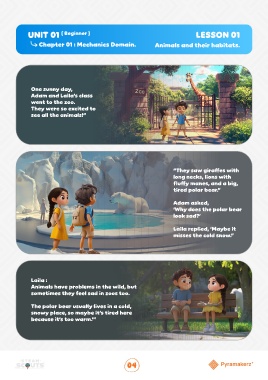 UNIT 01 [ Beginner ]
Chapter 01 : Mechanics Domain.
LESSON 01
Animals and their habitats.
One sunny day,
Adam and Laila's class
went to the zoo.
They were so excited to
see all the animals!"
"They saw giraffes with
long necks, lions with
fluffy manes, and a big,
tired polar bear."
Adam asked,
'Why does the polar bear
look sad?'
Laila replied, 'Maybe it
misses the cold snow.'
Laila :
Animals have problems in the wild, but
sometimes they feel sad in zoos too.
The polar bear usually lives in a cold,
snowy place, so maybe it's tired here
because it's too warm.'"
04
Pyramakerz